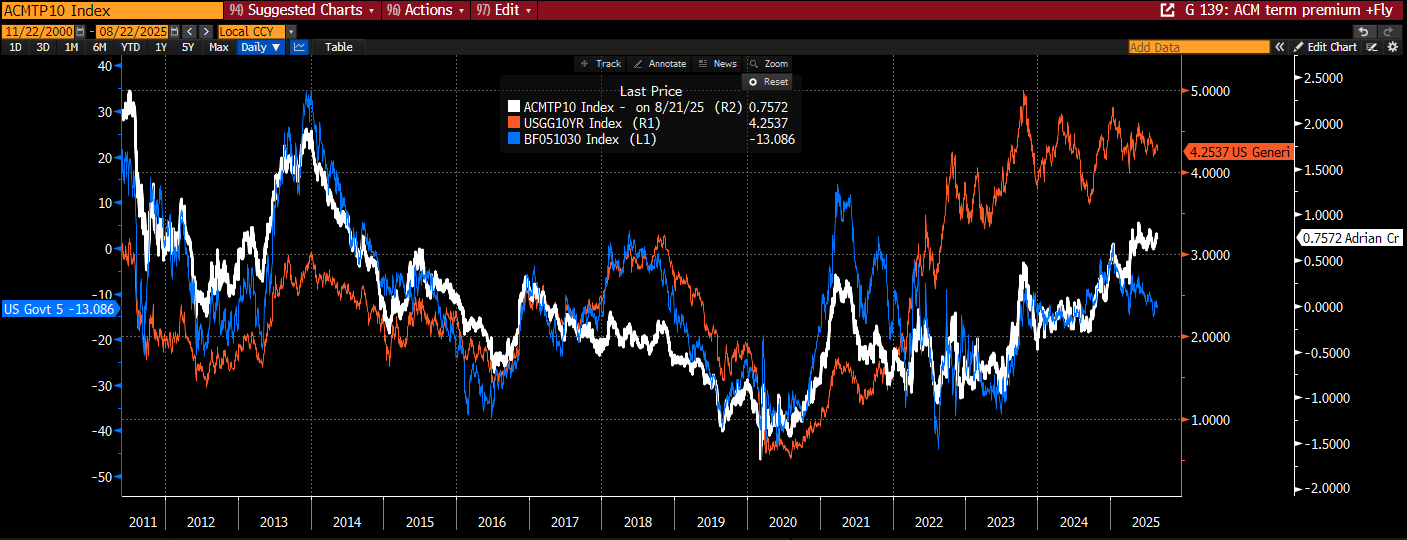 ACMTP10 Index 94) Suggested Charts 96) Actions 97) Edit G 139: ACM term premium +Fly
11/22/2000 - 08/22/2025 Local CCY
1D 3D 1M 6M YTD 1Y 5Y Max Daily ▼ Table Add Data « Edit Chart
Track Annotate News Zoom
Reset
Last Price
ACMTP10 Index - on 8/21/25 (R2) 0.7572
USGG10YR Index (R1) 4.2537
BF051030 Index (L1) -13.086
40
30
20
10
0
-10
US Govt 5 -13.086
-20
-30
-40
-50
5.0000
4.2537 US Generi
4.0000
3.0000
2.0000
1.0000
2.5000
2.0000
1.5000
1.0000
0.7572 Adrian Cr
0.5000
0.0000
-0.5000
-1.0000
-1.5000
-2.0000
2011 2012 2013 2014 2015 2016 2017 2018 2019 2020 2021 2022 2023 2024 2025